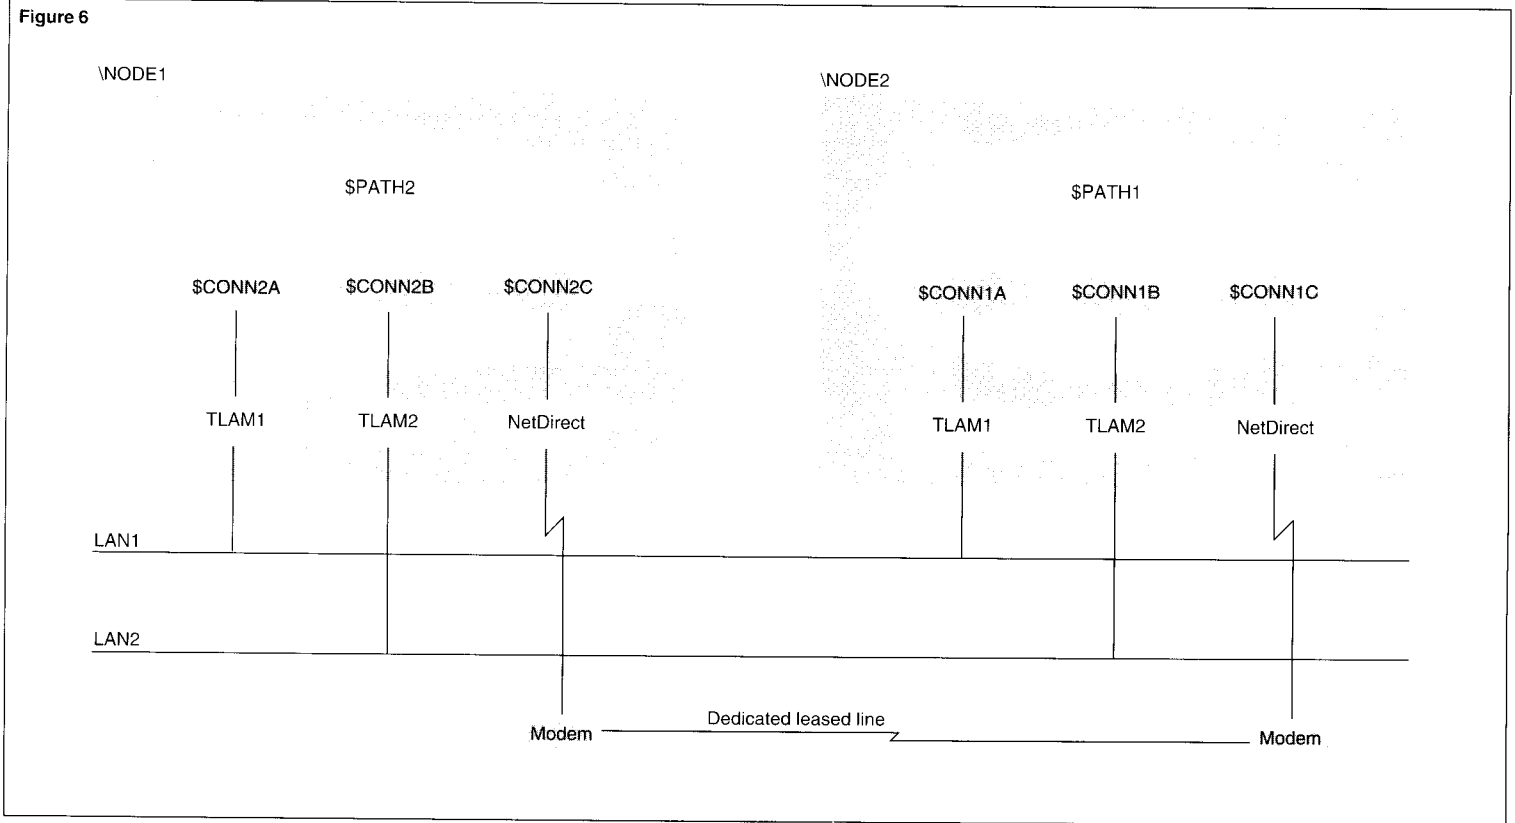 Figure 6
\NODE1
\NODE2
$PATH2
$PATH1
$CONN2A $CONN2B $CONN2C
$CONN1A $CONN1B $CONN1C
TLAM1 TLAM2 NetDirect
TLAM1 TLAM2 NetDirect
LAN1
LAN2
Dedicated leased line
Modem
Modem